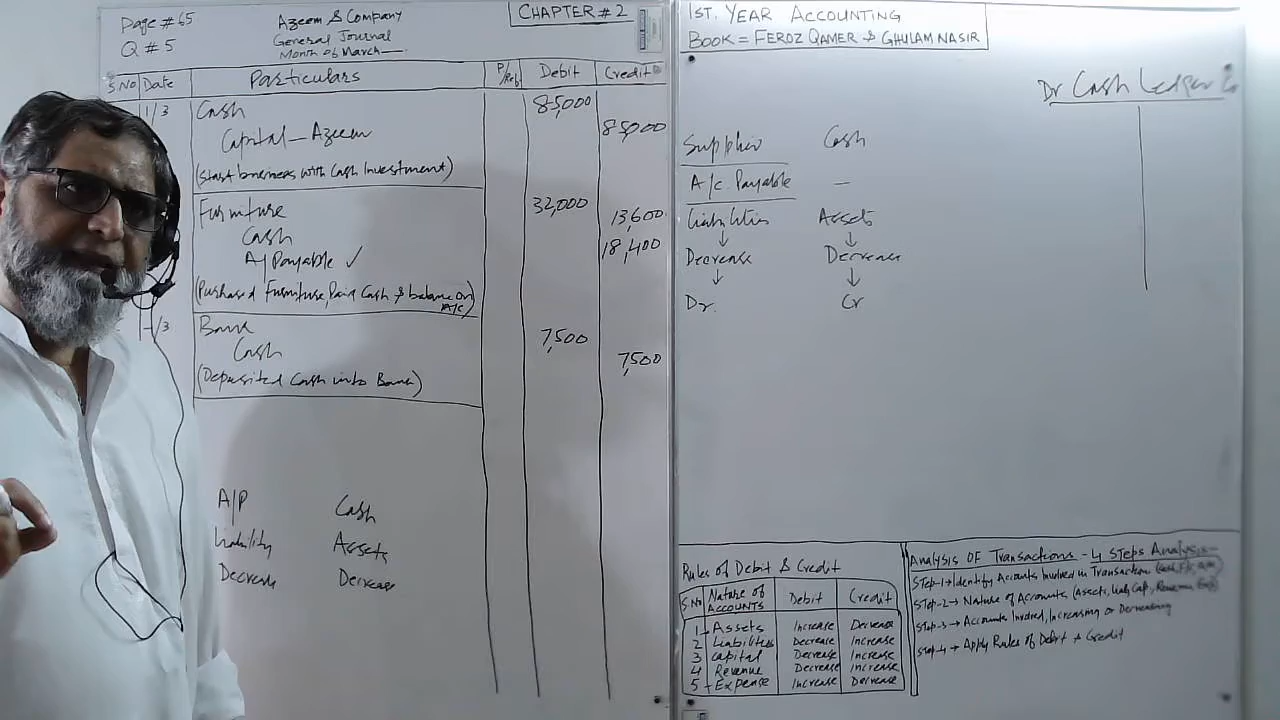 Page # 65
Q # 5
Azeem & Company
General Journal
Month of March
CHAPTER # 2
S.No Date Particulars P/Ref Debit Credit
1/3 Cash 85,000
Capital - Azeem 85,000
(Start business with Cash Investment)
Furniture 32,000
Cash 13,600
A/Payable ✓ 18,400
(Purchased Furniture, Paid Cash & balance on A/c)
/3 Bank 7,500
Cash 7,500
(Deposited Cash into Bank)
A/P Cash
Liability Assets
Decrease Decrease
1ST. YEAR ACCOUNTING
BOOK = FEROZ QAMER & GHULAM NASIR
Dr Cash Ledger
Supplier Cash
A/c. Payable —
Liabilities Assets
↓ ↓
Decrease Decrease
↓ ↓
Dr. Cr
Rules of Debit & Credit
S.No Nature of ACCOUNTS Debit Credit
1 - Assets Increase Decrease
2 Liabilities Decrease Increase
3 Capital Decrease Increase
4 Revenue Decrease Increase
5 - Expense Increase Decrease
Analysis OF Transactions - 4 Steps Analysis -
Step-1 → Identify Accounts Involved in Transaction
Step-2 → Nature of Accounts (Assets, Liab, Cap, Revenue
Step-3 → Accounts Involved, Increasing or Decreasing
Step-4 → Apply Rules of Debit & Credit